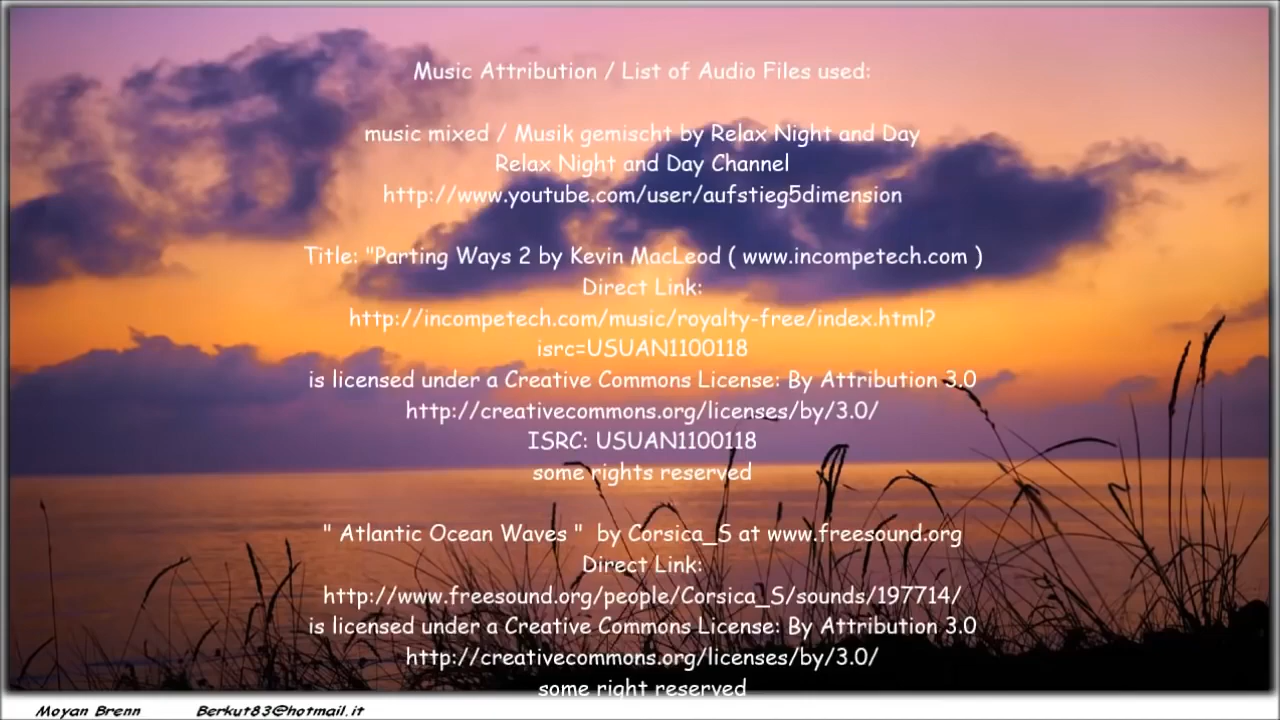 Music Attribution / List of Audio Files used:
music mixed / Musik gemischt by Relax Night and Day
Relax Night and Day Channel
http://www.youtube.com/user/aufstieg5dimension
Title: "Parting Ways 2 by Kevin MacLeod ( www.incompetech.com )
Direct Link:
http://incompetech.com/music/royalty-free/index.html?
isrc=USUAN1100118
is licensed under a Creative Commons License: By Attribution 3.0
http://creativecommons.org/licenses/by/3.0/
ISRC: USUAN1100118
some rights reserved
" Atlantic Ocean Waves "  by Corsica_S at www.freesound.org
Direct Link:
http://www.freesound.org/people/Corsica_S/sounds/197714/
is licensed under a Creative Commons License: By Attribution 3.0
http://creativecommons.org/licenses/by/3.0/
some right reserved
Moyan Brenn Berkut83@hotmail.it